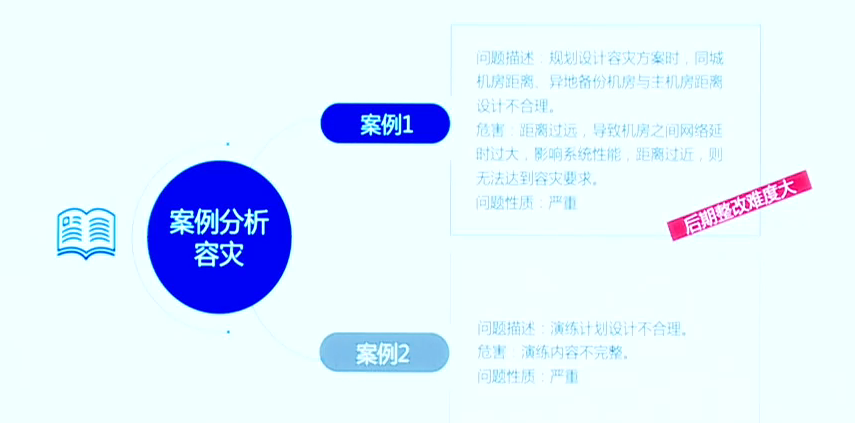 案例分析
容灾
案例1
问题描述:规划设计容灾方案时,同城
机房距离、异地备份机房与主机房距离
设计不合理。
危害:距离过远,导致机房之间网络延
时过大,影响系统性能,距离过近,则
无法达到容灾要求。
问题性质:严重
后期整改难度大
案例2
问题描述:演练计划设计不合理。
危害:演练内容不完整。
问题性质:严重